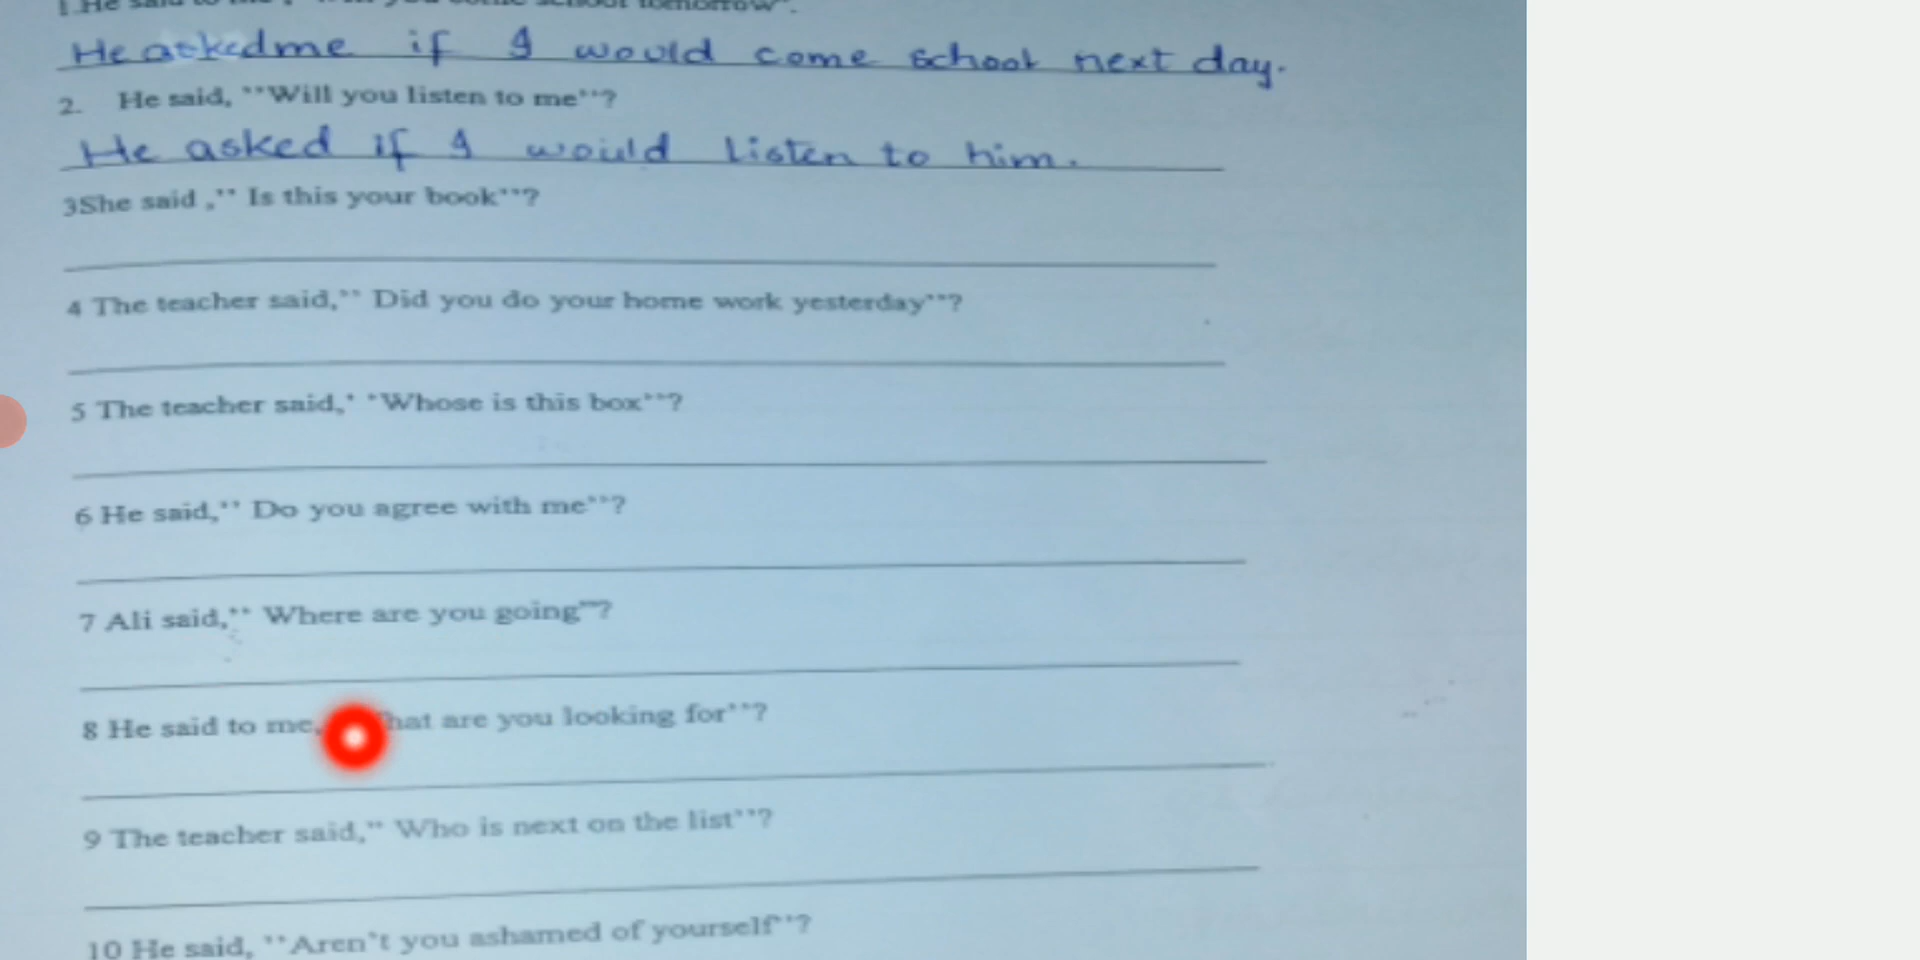 He asked me if I would come school next day.
2. He said, "Will you listen to me"?
He asked if I would listen to him.
3She said ," Is this your book"?
4 The teacher said," Did you do your home work yesterday"?
5 The teacher said,' 'Whose is this box"?
6 He said," Do you agree with me"?
7 Ali said," Where are you going"?
8 He said to me, hat are you looking for"?
9 The teacher said," Who is next on the list"?
10 He said, "Aren't you ashamed of yourself"?